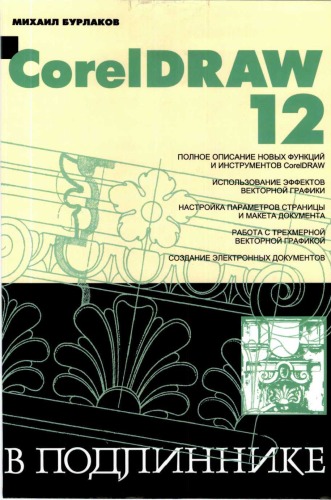 МИХАИЛ БУРЛАКОВ
CorelDRAW
12
ПОЛНОЕ ОПИСАНИЕ НОВЫХ ФУНКЦИЙ
И ИНСТРУМЕНТОВ CorelDRAW
ИСПОЛЬЗОВАНИЕ ЭФФЕКТОВ
ВЕКТОРНОЙ ГРАФИКИ
НАСТРОЙКА ПАРАМЕТРОВ СТРАНИЦЫ
И МАКЕТА ДОКУМЕНТА
РАБОТА С ТРЕХМЕРНОЙ
ВЕКТОРНОЙ ГРАФИКОЙ
СОЗДАНИЕ ЭЛЕКТРОННЫХ ДОКУМЕНТОВ
В ПОДЛИННИКЕ